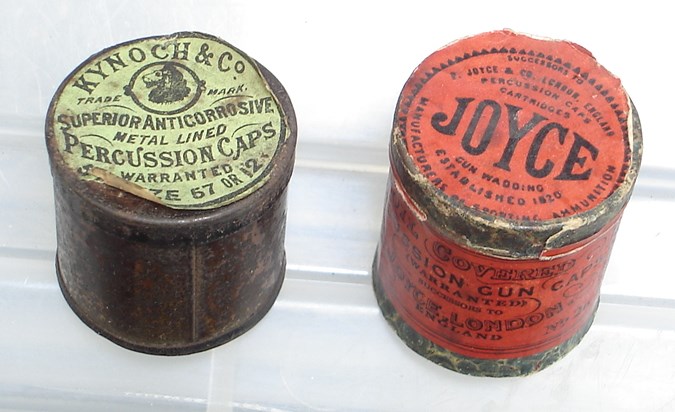 KYNOCH & Co
TRADE MARK.
SUPERIOR ANTICORROSIVE
METAL LINED
PERCUSSION CAPS
WARRANTED
ZE 57 OR 12
SUCCESSORS TO
F. JOYCE & CO. LONDON, ENGLAND
PERCUSSION CAPS
CARTRIDGES
JOYCE
GUN WADDING
ESTABLISHED 1820
MANUFACTURERS SPORTING AMMUNITION
COVERED
GUN CAPS
WARRANTED
SUCCESSORS TO
LONDON
ENGLAND